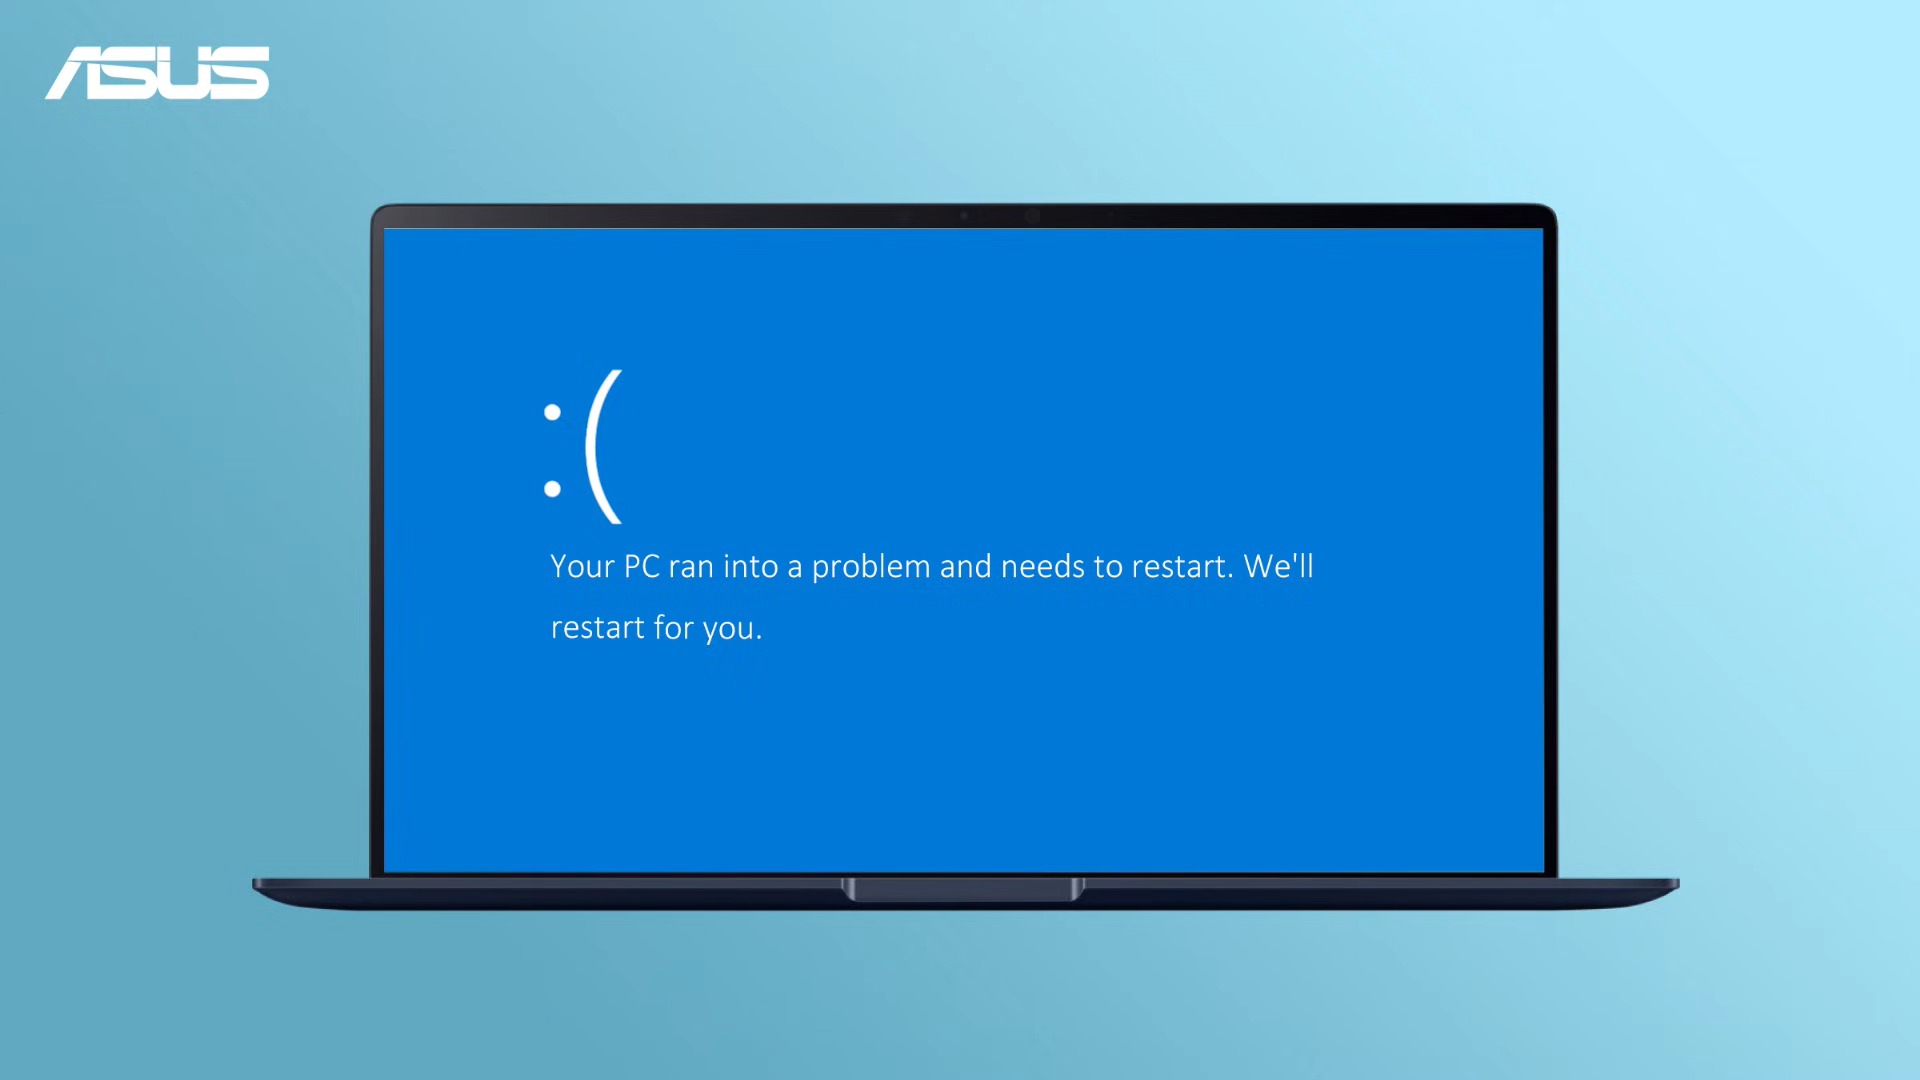 ASUS
:(
Your PC ran into a problem and needs to restart. We'll
restart for you.